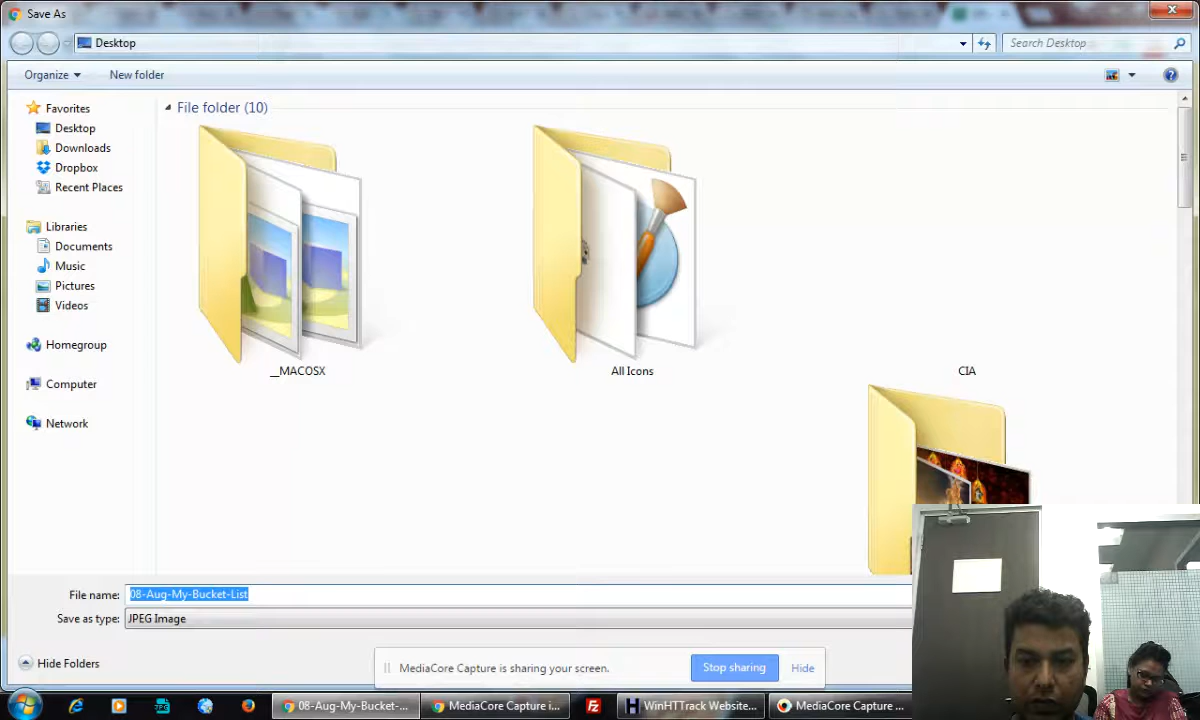 Save As
Desktop
Search Desktop
Organize
New folder
Favorites
Desktop
Downloads
Dropbox
Recent Places
Libraries
Documents
Music
Pictures
Videos
Homegroup
Computer
Network
File folder (10)
__MACOSX
All Icons
CIA
File name: 08-Aug-My-Bucket-List
Save as type: JPEG Image
Hide Folders
MediaCore Capture is sharing your screen.
Stop sharing
Hide
08-Aug-My-Bucket-...
MediaCore Capture i...
WinHTTrack Website...
MediaCore Capture ...